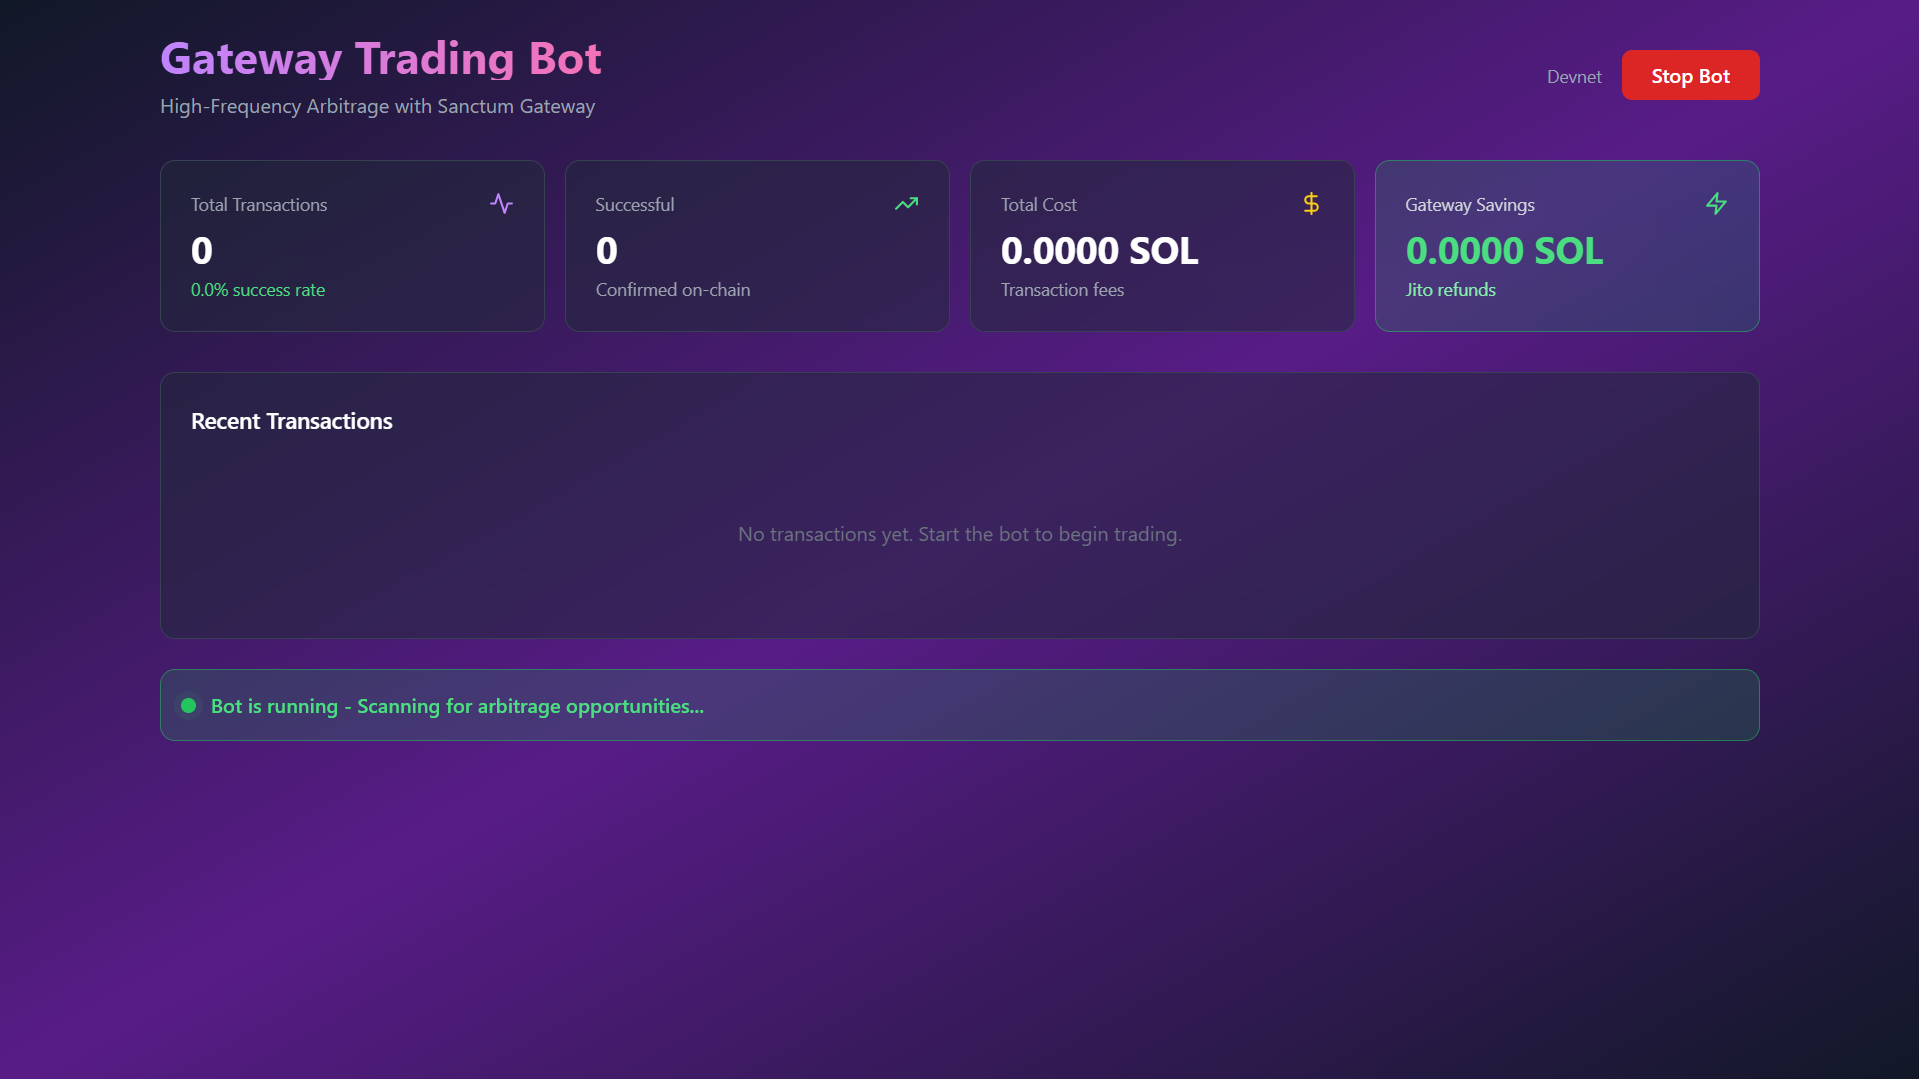 Gateway Trading Bot
High-Frequency Arbitrage with Sanctum Gateway
Devnet
Stop Bot
Total Transactions
0
0.0% success rate
Successful
0
Confirmed on-chain
Total Cost
0.0000 SOL
Transaction fees
Gateway Savings
0.0000 SOL
Jito refunds
Recent Transactions
No transactions yet. Start the bot to begin trading.
Bot is running - Scanning for arbitrage opportunities...